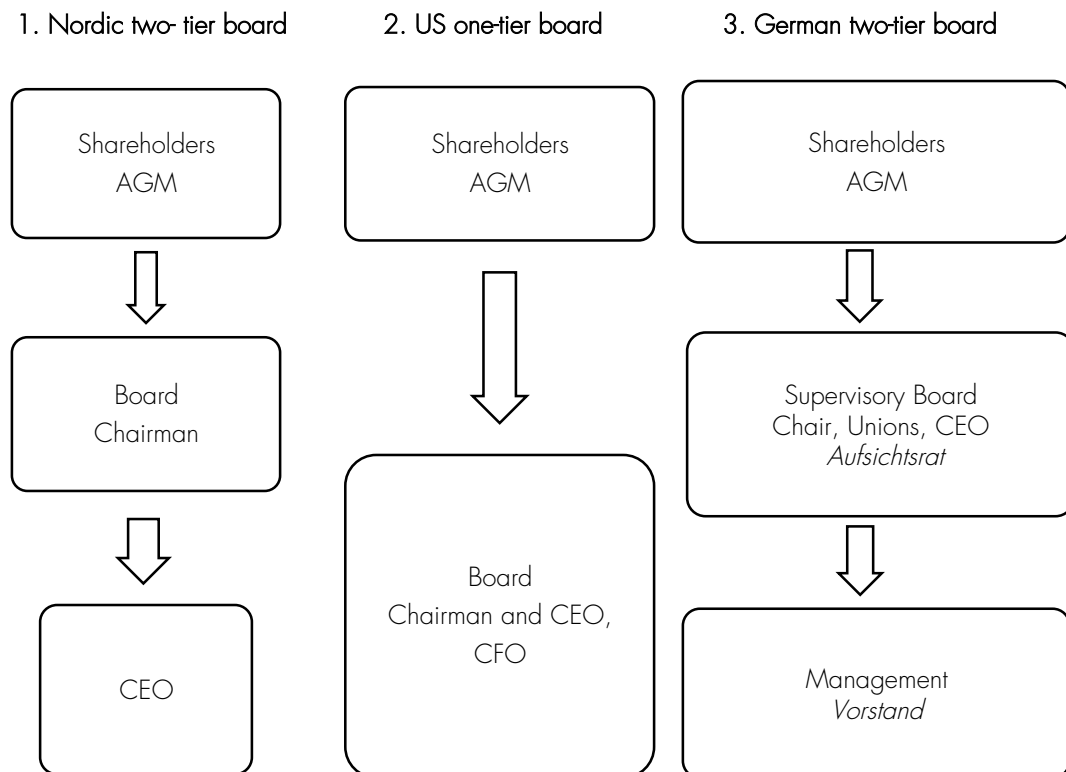 1. Nordic two- tier board
2. US one-tier board
3. German two-tier board
Shareholders
AGM
Shareholders
AGM
Shareholders
AGM
Board
Chairman
Supervisory Board
Chair, Unions, CEO
Aufsichtsrat
CEO
Board
Chairman and CEO,
CFO
Management
Vorstand